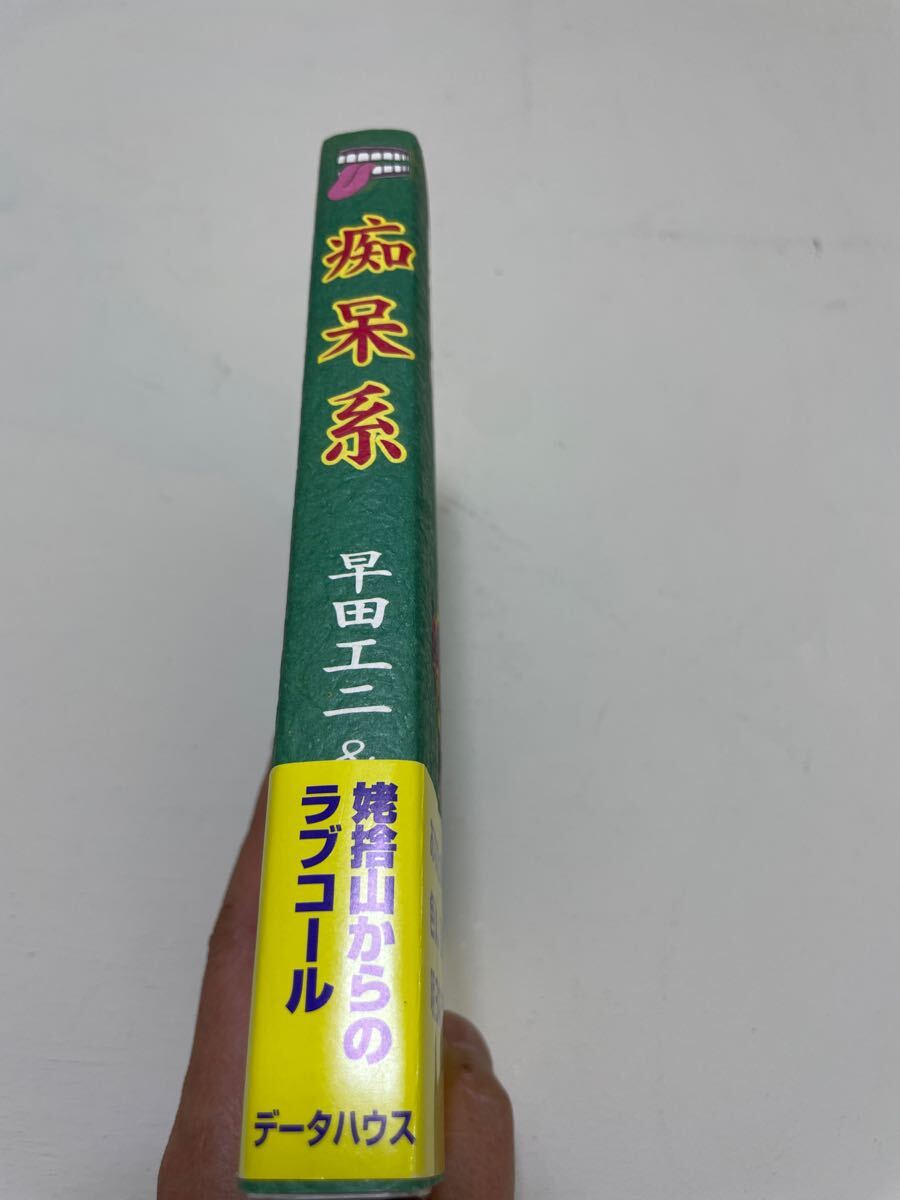 痴呆系
早田工二 &
姥捨山からの
ラブコール
データハウス